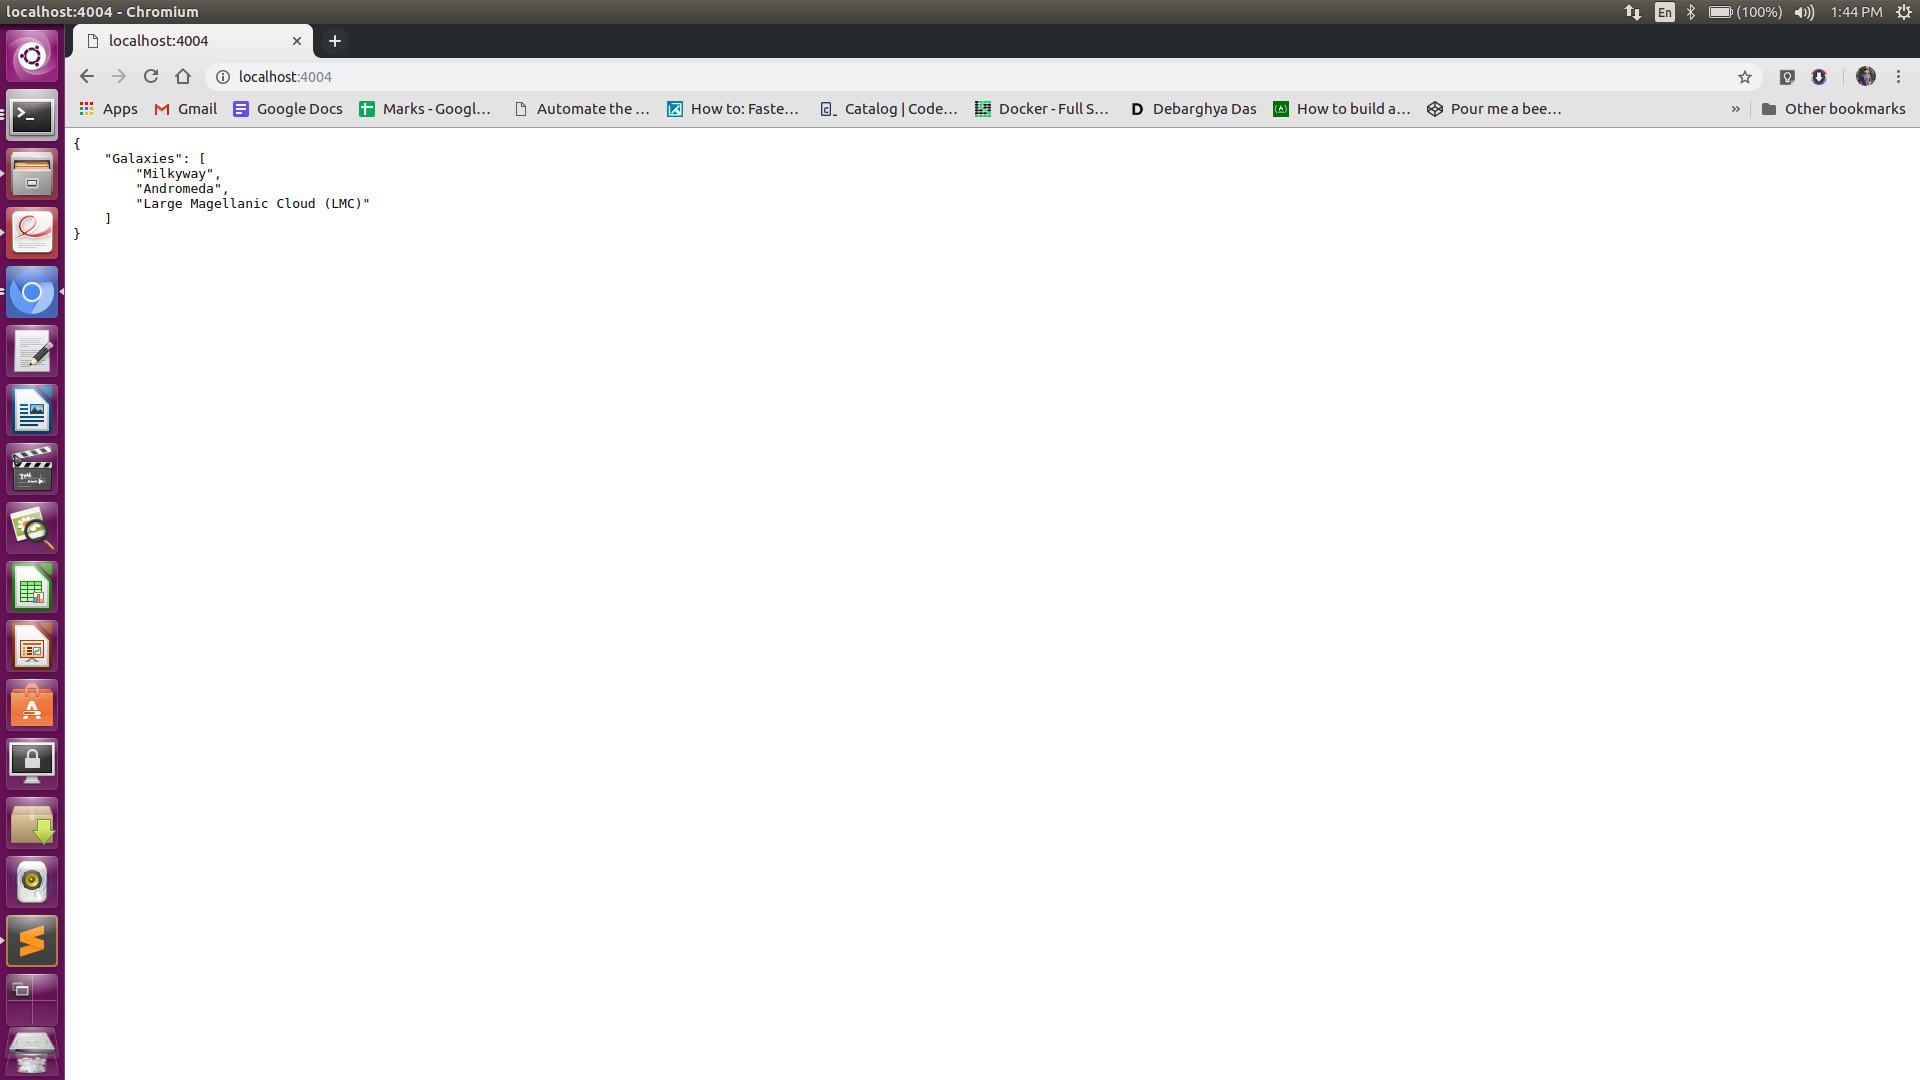 localhost:4004 - Chromium
En
(100%)
1:44 PM
localhost:4004
localhost:4004
Apps
Gmail
Google Docs
Marks - Googl...
Automate the ...
How to: Faste...
Catalog | Code...
Docker - Full S...
Debarghya Das
How to build a...
Pour me a bee...
»
Other bookmarks
{
    "Galaxies": [
        "Milkyway",
        "Andromeda",
        "Large Magellanic Cloud (LMC)"
    ]
}